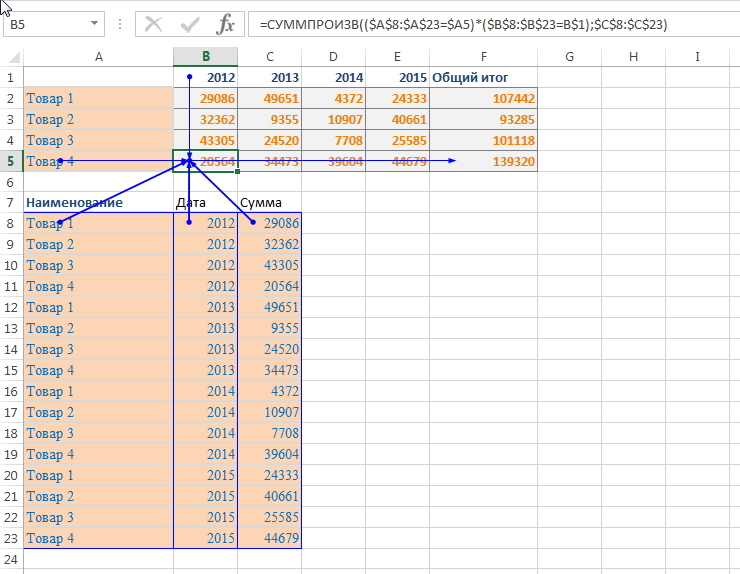 B5 fx =СУММПРОИЗВ(($A$8:$A$23=$A5)*($B$8:$B$23=B$1);$C$8:$C$23)
A B C D E F G H I
1 2012 2013 2014 2015 Общий итог
2 Товар 1 29086 49651 4372 24333 107442
3 Товар 2 32362 9355 10907 40661 93285
4 Товар 3 43305 24520 7708 25585 101118
5 Товар 4 20564 34473 39604 44679 139320
6
7 Наименование Дата Сумма
8 Товар 1 2012 29086
9 Товар 2 2012 32362
10 Товар 3 2012 43305
11 Товар 4 2012 20564
12 Товар 1 2013 49651
13 Товар 2 2013 9355
14 Товар 3 2013 24520
15 Товар 4 2013 34473
16 Товар 1 2014 4372
17 Товар 2 2014 10907
18 Товар 3 2014 7708
19 Товар 4 2014 39604
20 Товар 1 2015 24333
21 Товар 2 2015 40661
22 Товар 3 2015 25585
23 Товар 4 2015 44679
24